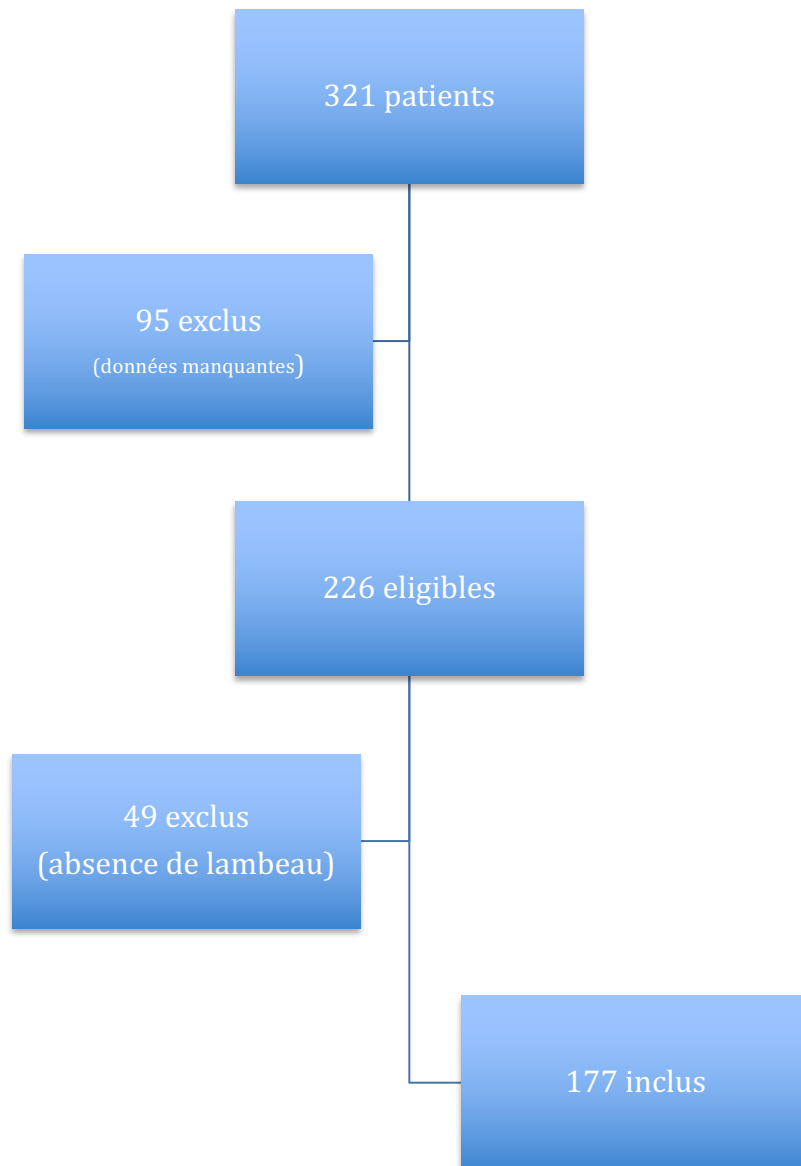 321 patients
95 exclus
(données manquantes)
226 eligibles
49 exclus
(absence de lambeau)
177 inclus